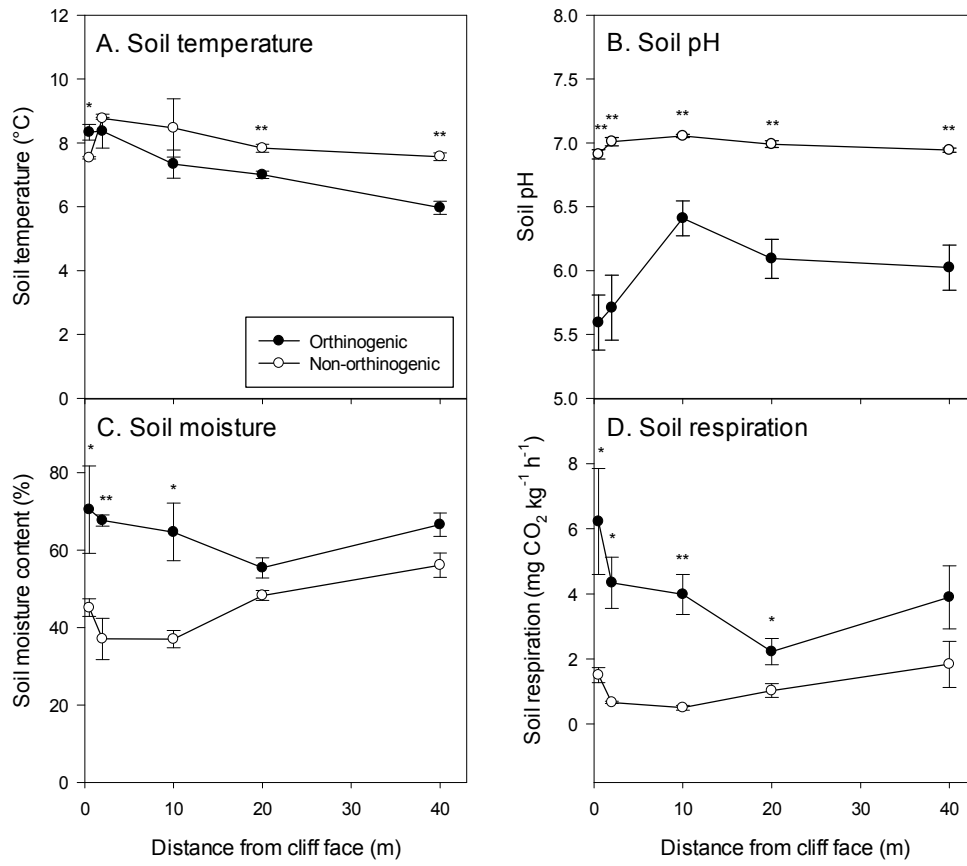 A. Soil temperature
12
10
8
6
4
2
0
Soil temperature (°C)
*
**
**
Orthinogenic
Non-orthinogenic
B. Soil pH
8.0
7.5
7.0
6.5
6.0
5.5
5.0
Soil pH
**
**
**
**
**
C. Soil moisture
80
60
40
20
0
Soil moisture content (%)
*
**
*
0 10 20 30 40
Distance from cliff face (m)
D. Soil respiration
8
6
4
2
0
Soil respiration (mg CO₂ kg⁻¹ h⁻¹)
*
*
**
*
0 10 20 30 40
Distance from cliff face (m)